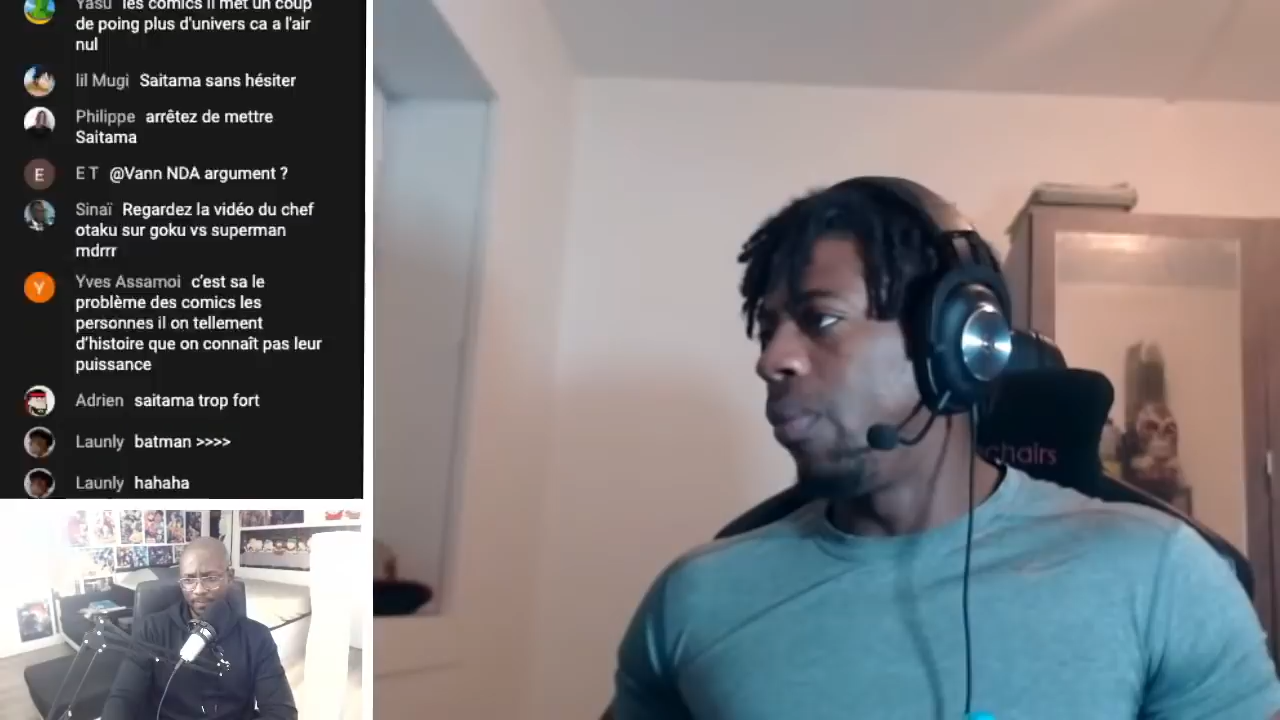 Yasu les comics il met un coup
de poing plus d'univers ca a l'air
nul
lil Mugi Saitama sans hésiter
Philippe arrêtez de mettre
Saitama
E
E T @Vann NDA argument ?
Sinaï Regardez la vidéo du chef
otaku sur goku vs superman
mdrrr
Y
Yves Assamoi c'est sa le
problème des comics les
personnes il on tellement
d'histoire que on connaît pas leur
puissance
Adrien saitama trop fort
Launly batman >>>>
Launly hahaha
chairs